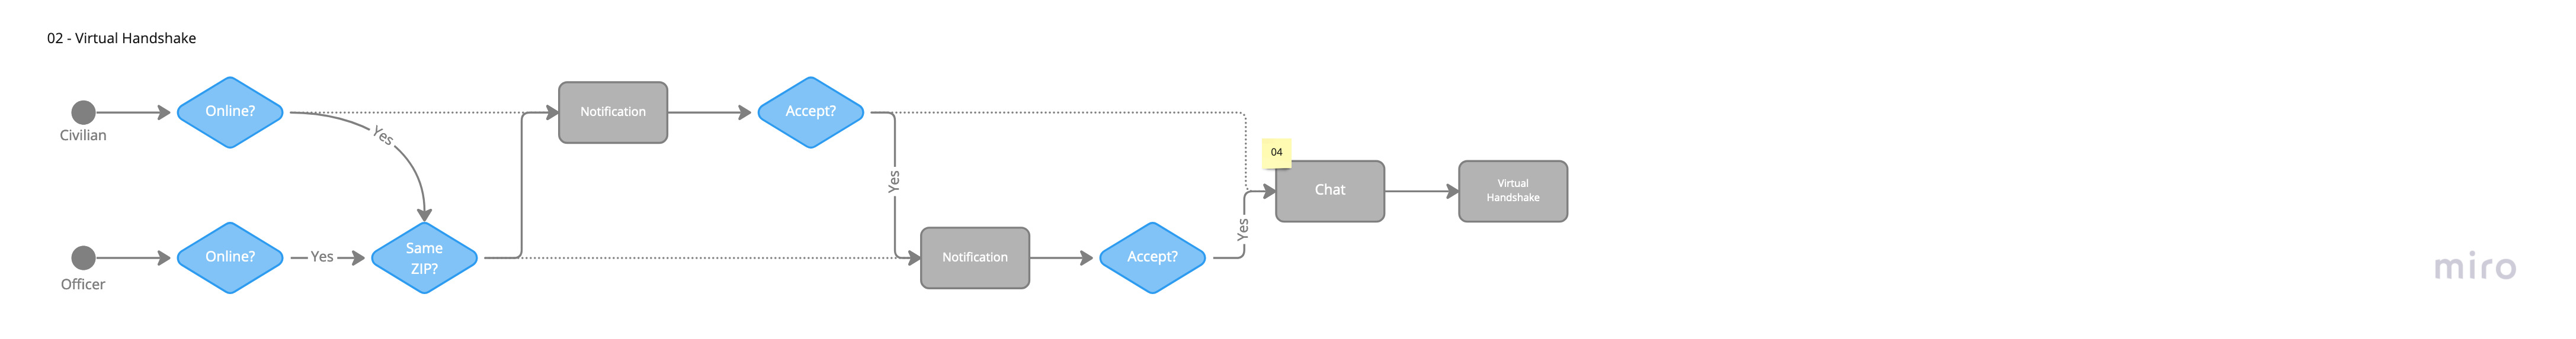 02 - Virtual Handshake
Online?
Notification
Accept?
Civilian
Yes
04
Yes
Chat
Virtual
Handshake
Yes
Online?
Yes
Same
ZIP?
Notification
Accept?
Officer
miro